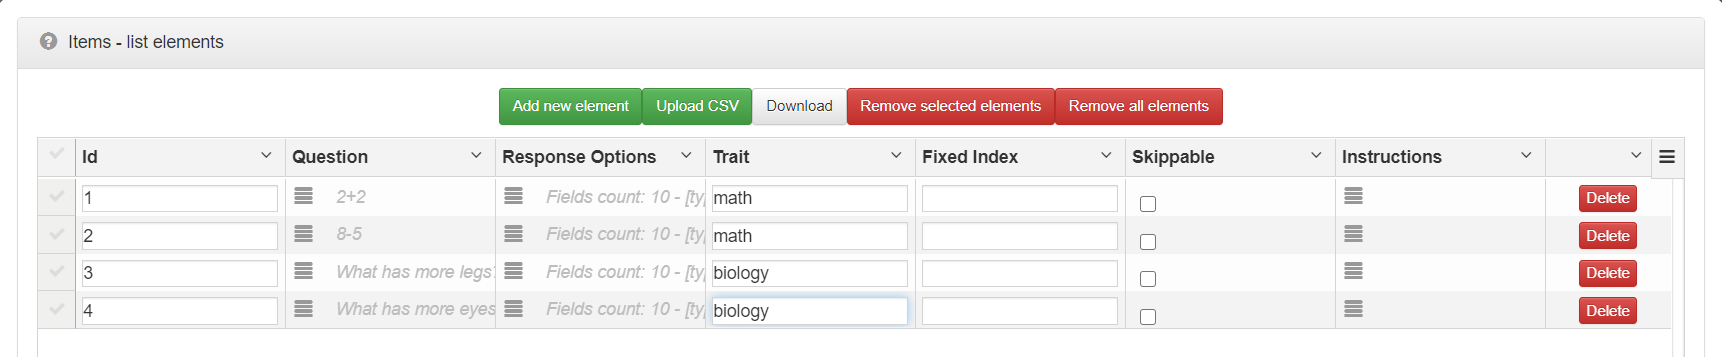 Items - list elements
Add new element Upload CSV Download Remove selected elements Remove all elements
Id Question Response Options Trait Fixed Index Skippable Instructions
1 2+2 Fields count: 10 - [ty math Delete
2 8-5 Fields count: 10 - [ty math Delete
3 What has more legs? Fields count: 10 - [ty biology Delete
4 What has more eyes Fields count: 10 - [ty biology Delete